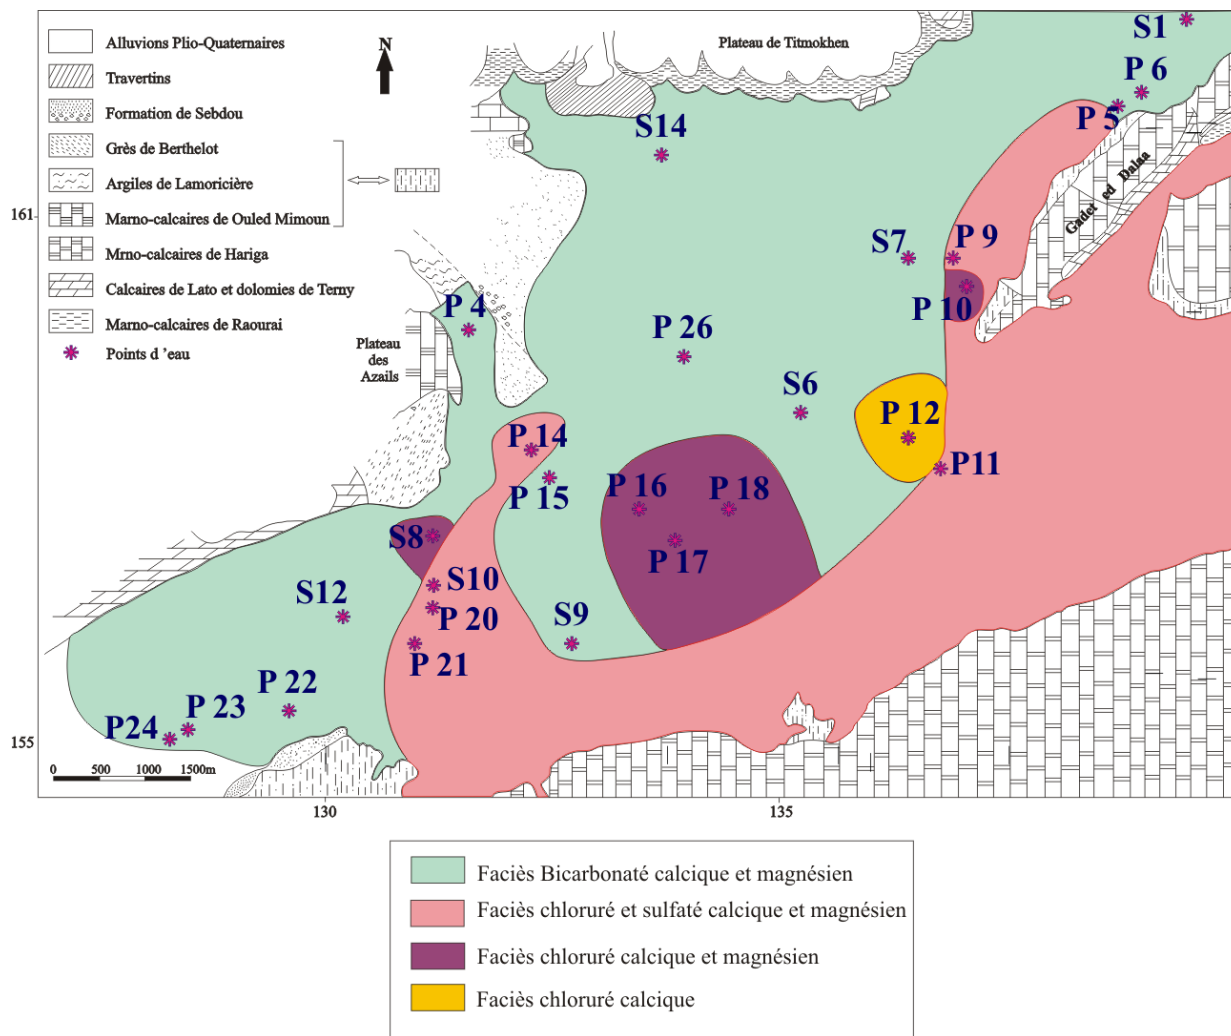 Alluvions Plio-Quaternaires
Travertins
Formation de Sebdou
Grès de Berthelot
Argiles de Lamoricière
Marno-calcaires de Ouled Mimoun
Mrno-calcaires de Hariga
Calcaires de Lato et dolomies de Terny
Marno-calcaires de Raourai
Points d 'eau
N
Plateau de Titmokhen
S1
P 6
P 5
S14
Gadet ed Dalaa
161
S7
P 9
P 10
P 4
Plateau
des
Azails
P 26
S6
P 12
P 14
P11
P 15
P 16
P 18
S8
P 17
S10
S12
P 20
S9
P 21
P 22
P 23
P24
155
0 500 1000 1500m
130
135
Faciès Bicarbonaté calcique et magnésien
Faciès chloruré et sulfaté calcique et magnésien
Faciès chloruré calcique et magnésien
Faciès chloruré calcique